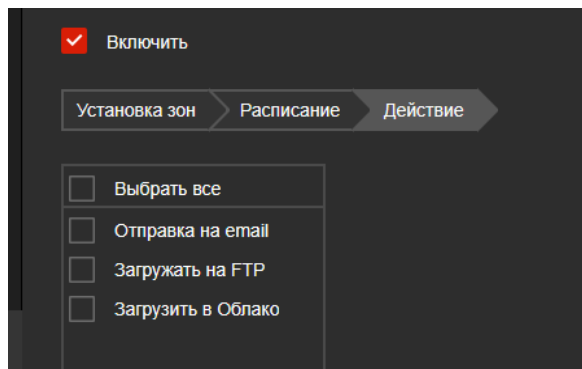 Включить
Установка зон Расписание Действие
Выбрать все
Отправка на email
Загружать на FTP
Загрузить в Облако